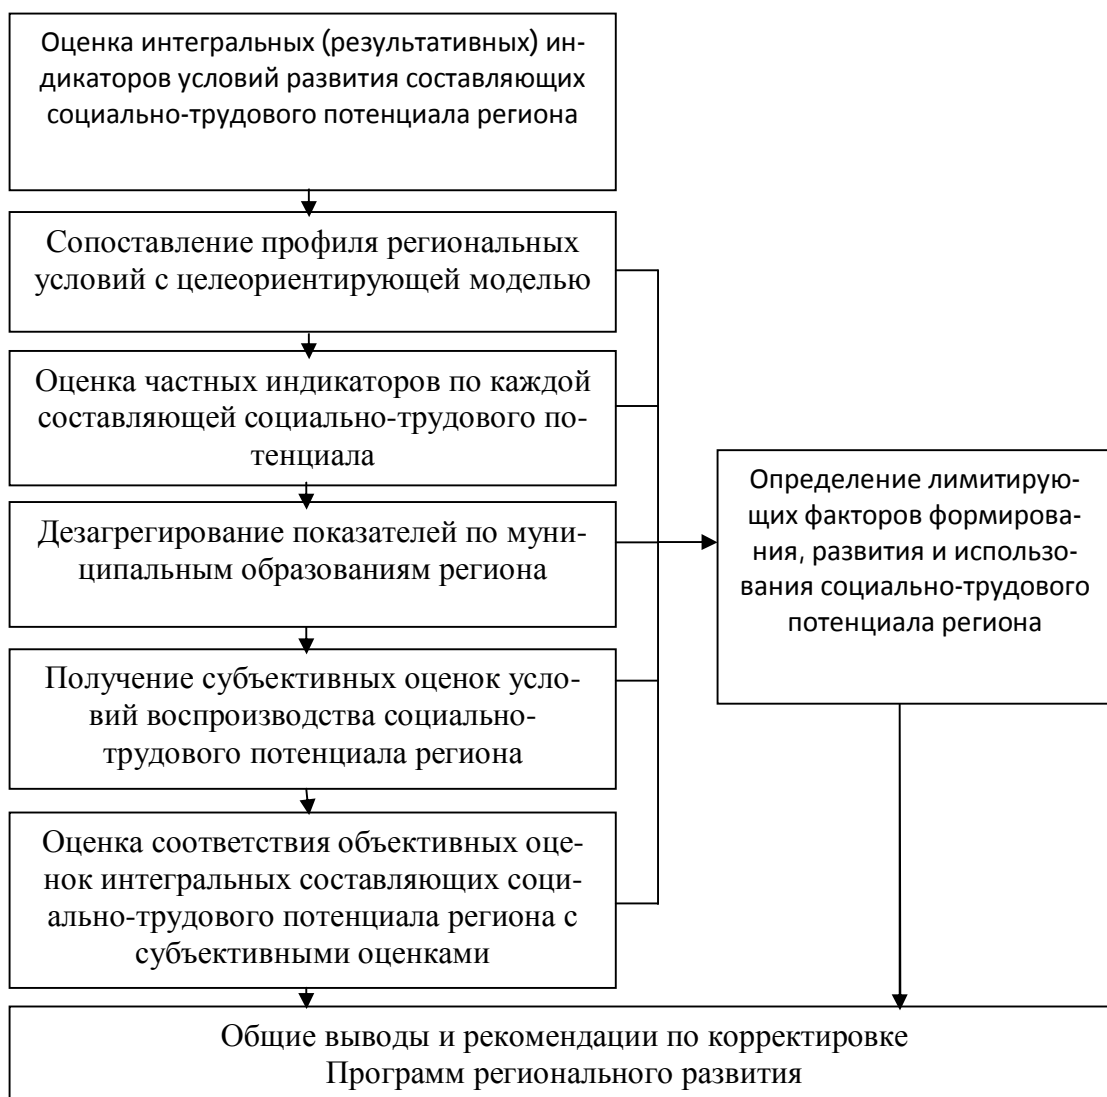 Оценка интегральных (результативных) ин-
дикаторов условий развития составляющих
социально-трудового потенциала региона
Сопоставление профиля региональных
условий с целеориентирующей моделью
Оценка частных индикаторов по каждой
составляющей социально-трудового по-
тенциала
Дезагрегирование показателей по муни-
ципальным образованиям региона
Получение субъективных оценок усло-
вий воспроизводства социально-
трудового потенциала региона
Оценка соответствия объективных оце-
нок интегральных составляющих соци-
ально-трудового потенциала региона с
субъективными оценками
Определение лимитирую-
щих факторов формирова-
ния, развития и использо-
вания социально-трудового
потенциала региона
Общие выводы и рекомендации по корректировке
Программ регионального развития